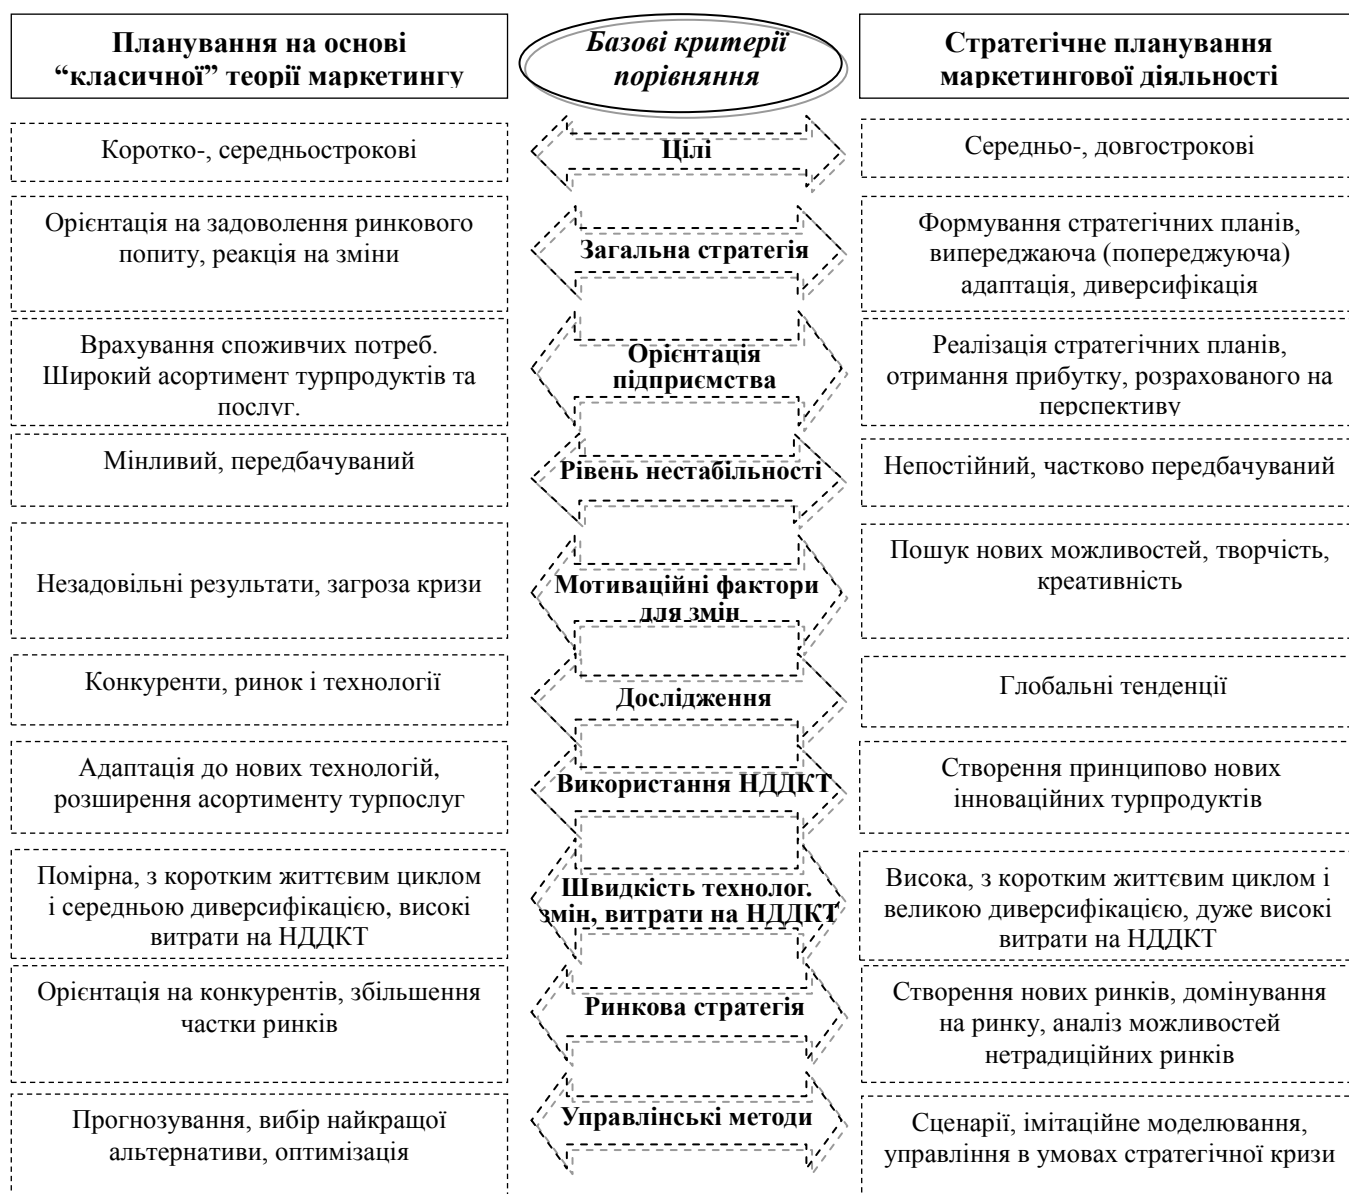 Планування на основі
“класичної” теорії маркетингу
Базові критерії
порівняння
Стратегічне планування
маркетингової діяльності
Коротко-, середньострокові
Цілі
Середньо-, довгострокові
Орієнтація на задоволення ринкового
попиту, реакція на зміни
Загальна стратегія
Формування стратегічних планів,
випереджаюча (попереджуюча)
адаптація, диверсифікація
Врахування споживчих потреб.
Широкий асортимент турпродуктів та
послуг.
Орієнтація
підприємства
Реалізація стратегічних планів,
отримання прибутку, розрахованого на
перспективу
Мінливий, передбачуваний
Рівень нестабільності
Непостійний, частково передбачуваний
Незадовільні результати, загроза кризи
Мотиваційні фактори
для змін
Пошук нових можливостей, творчість,
креативність
Конкуренти, ринок і технології
Дослідження
Глобальні тенденції
Адаптація до нових технологій,
розширення асортименту турпослуг
Використання НДДКТ
Створення принципово нових
інноваційних турпродуктів
Помірна, з коротким життєвим циклом
і середньою диверсифікацією, високі
витрати на НДДКТ
Швидкість технолог.
змін, витрати на НДДКТ
Висока, з коротким життєвим циклом і
великою диверсифікацією, дуже високі
витрати на НДДКТ
Орієнтація на конкурентів, збільшення
частки ринків
Ринкова стратегія
Створення нових ринків, домінування
на ринку, аналіз можливостей
нетрадиційних ринків
Прогнозування, вибір найкращої
альтернативи, оптимізація
Управлінські методи
Сценарії, імітаційне моделювання,
управління в умовах стратегічної кризи